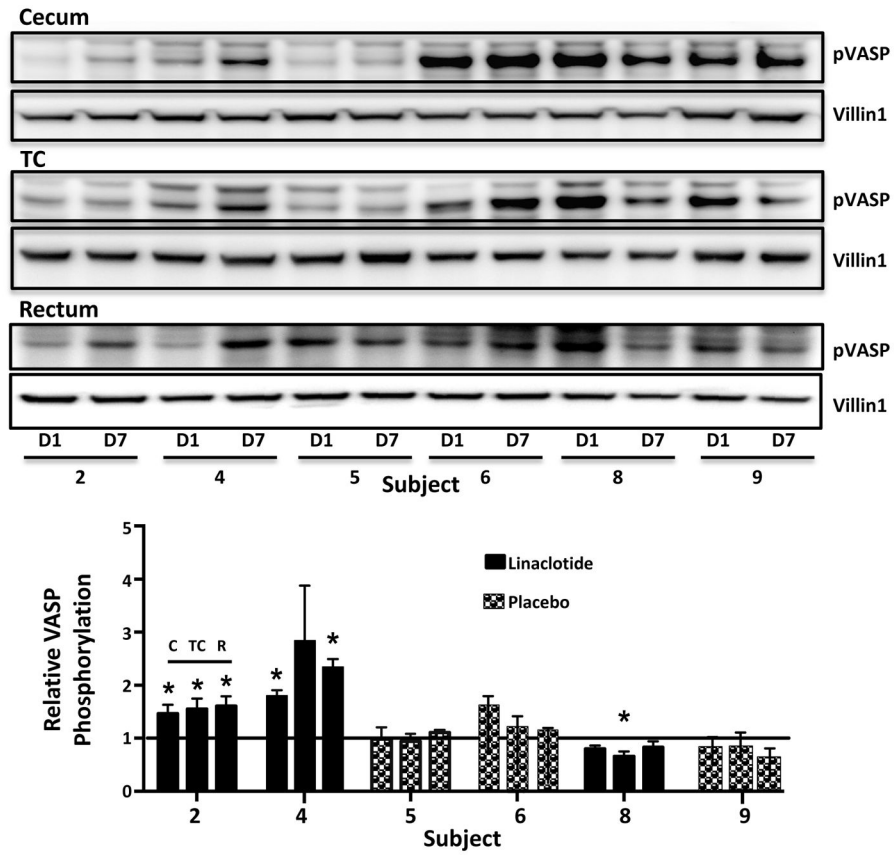 Cecum
pVASP
Villin1
TC
pVASP
Villin1
Rectum
pVASP
Villin1
D1 D7 D1 D7 D1 D7 D1 D7 D1 D7 D1 D7
2 4 5 6 8 9
Subject
Relative VASP
Phosphorylation
5
4
3
2
1
0
Linaclotide
Placebo
C TC R
* * *
* *
*
2 4 5 6 8 9
Subject